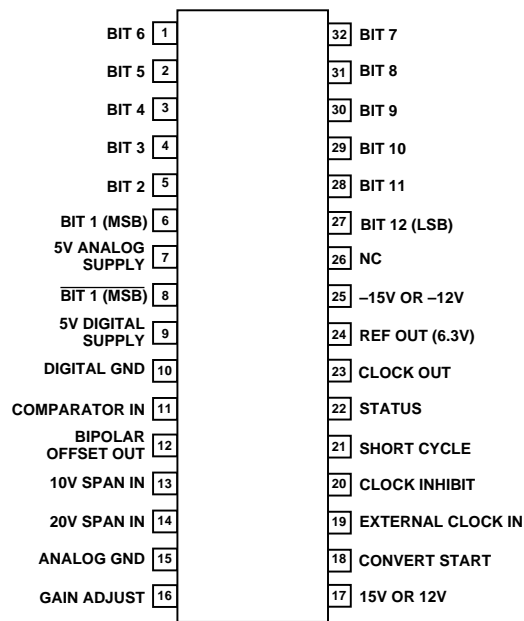 BIT 6 1
BIT 5 2
BIT 4 3
BIT 3 4
BIT 2 5
BIT 1 (MSB) 6
5V ANALOG
SUPPLY 7
BIT 1 (MSB) 8
5V DIGITAL
SUPPLY 9
DIGITAL GND 10
COMPARATOR IN 11
BIPOLAR
OFFSET OUT 12
10V SPAN IN 13
20V SPAN IN 14
ANALOG GND 15
GAIN ADJUST 16
32 BIT 7
31 BIT 8
30 BIT 9
29 BIT 10
28 BIT 11
27 BIT 12 (LSB)
26 NC
25 –15V OR –12V
24 REF OUT (6.3V)
23 CLOCK OUT
22 STATUS
21 SHORT CYCLE
20 CLOCK INHIBIT
19 EXTERNAL CLOCK IN
18 CONVERT START
17 15V OR 12V